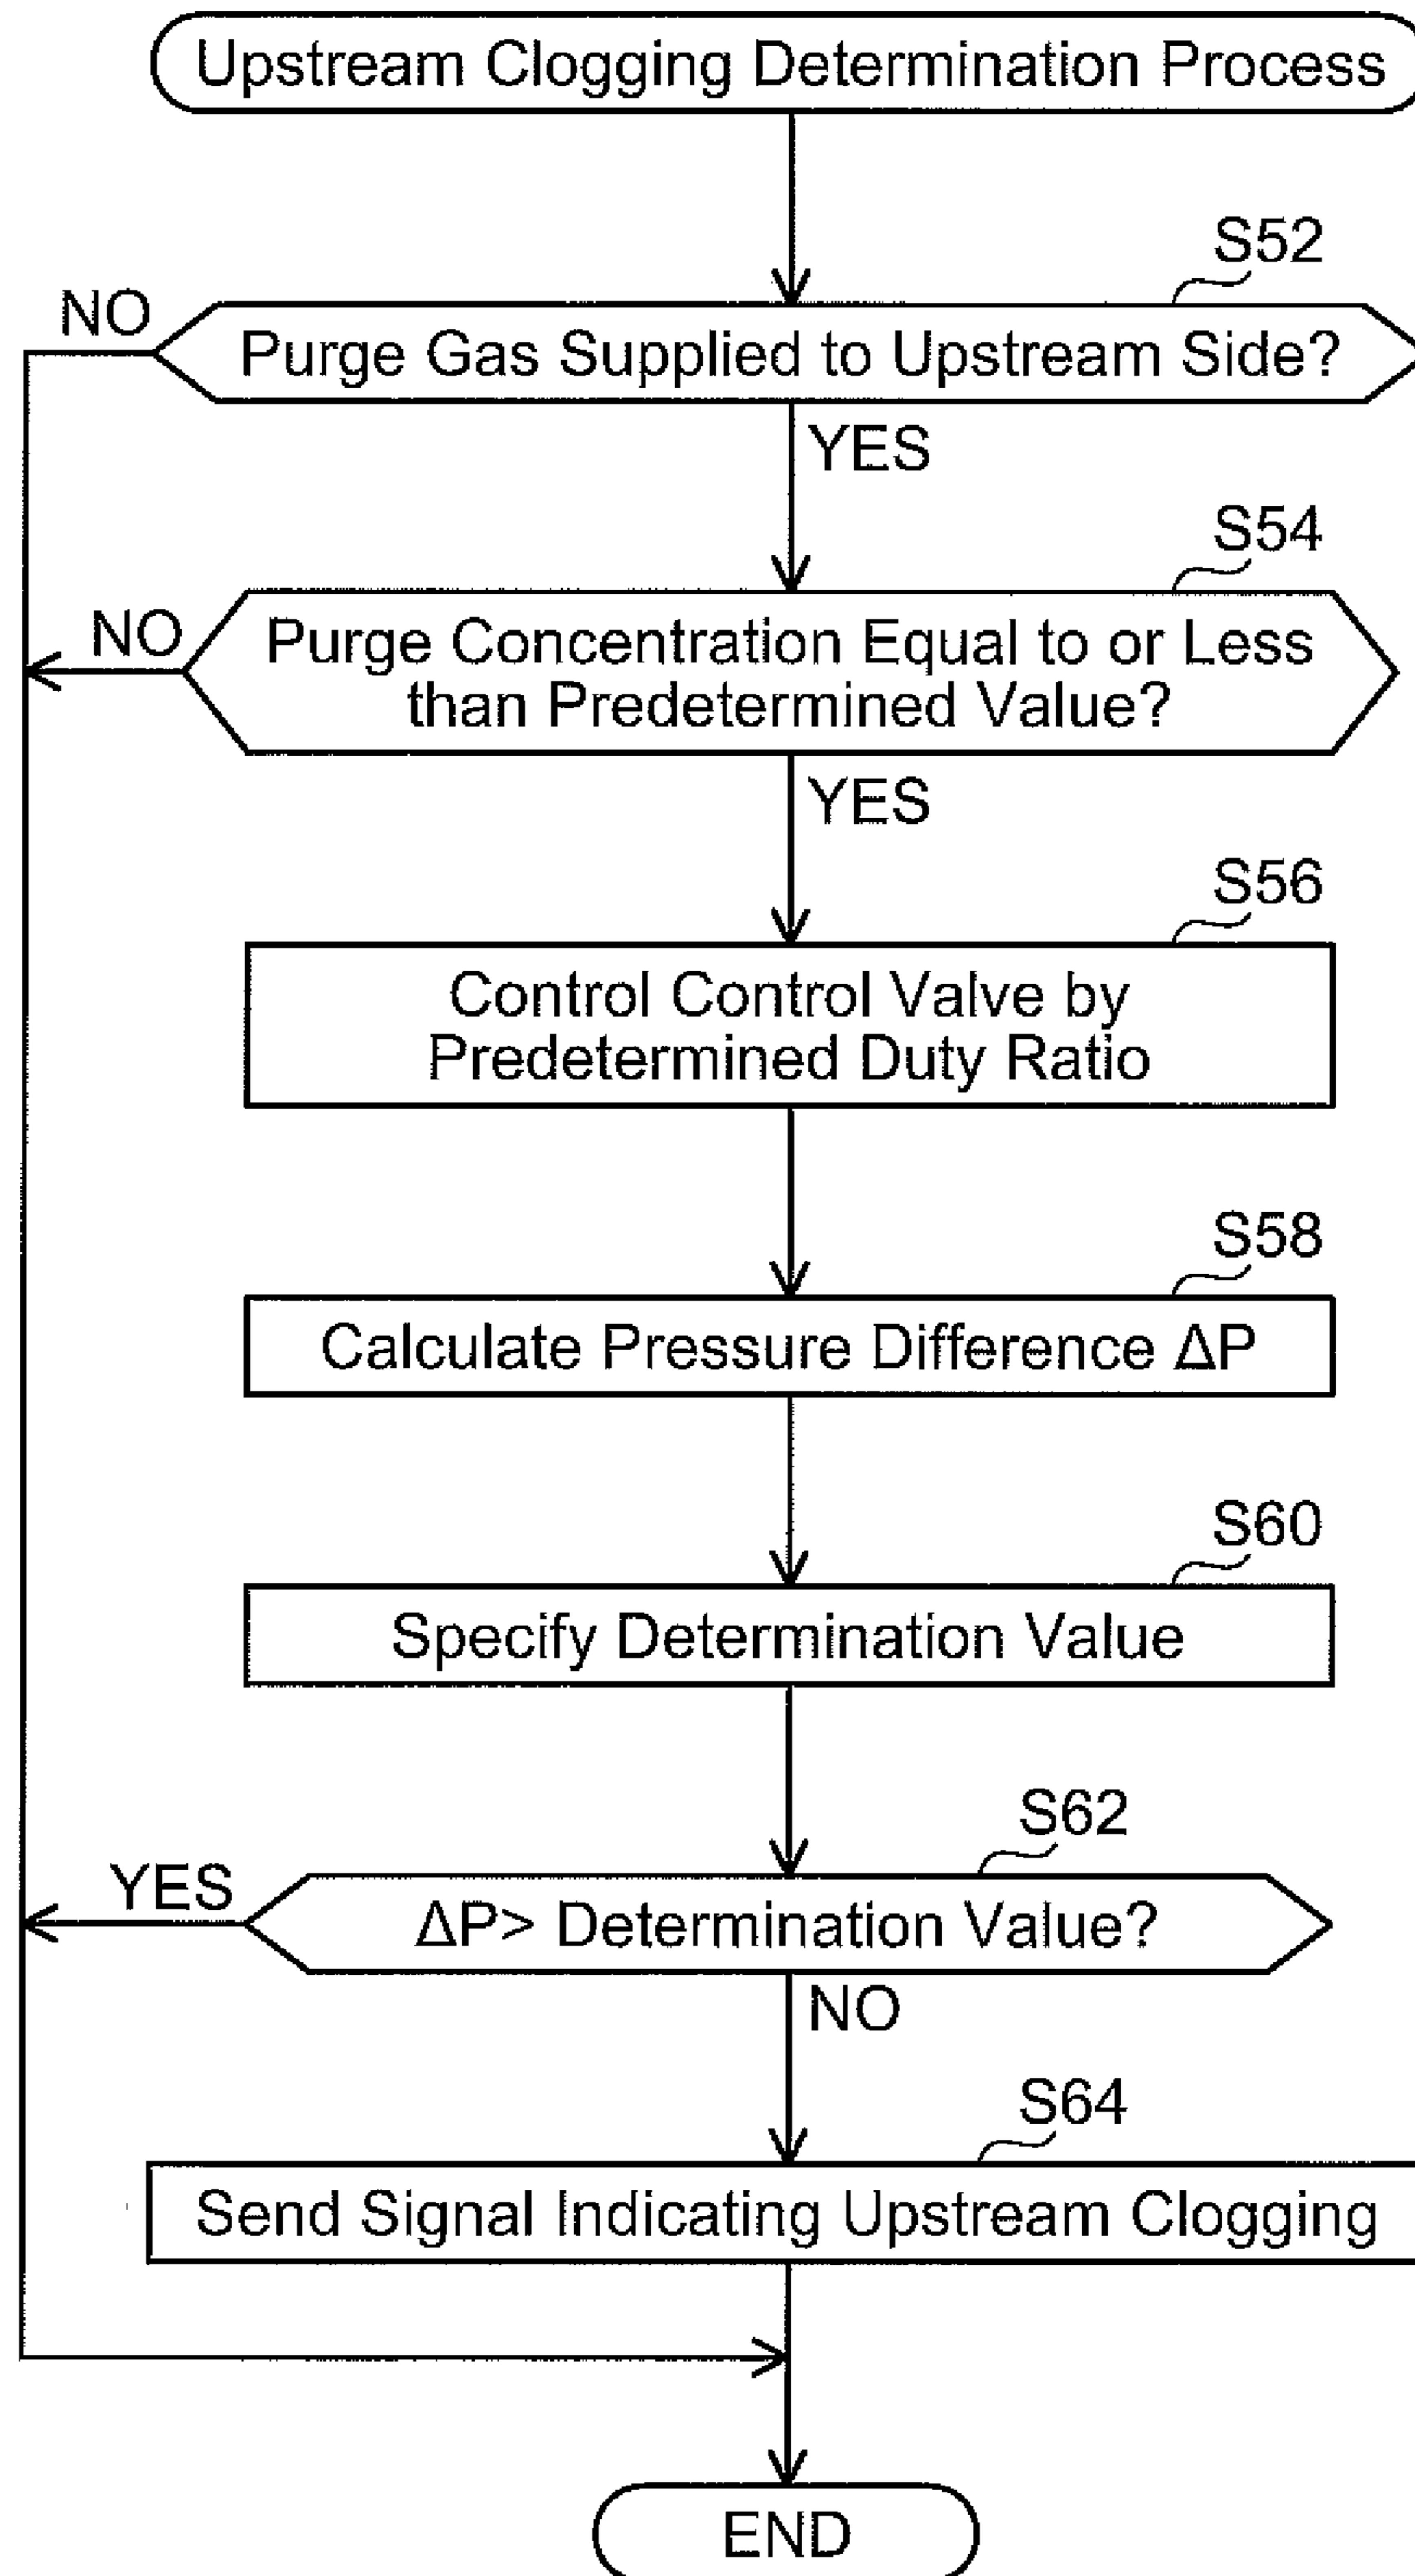 Upstream Clogging Determination Process
S52
NO
Purge Gas Supplied to Upstream Side?
YES
S54
NO
Purge Concentration Equal to or Less
than Predetermined Value?
YES
S56
Control Control Valve by
Predetermined Duty Ratio
S58
Calculate Pressure Difference ΔP
S60
Specify Determination Value
S62
YES
ΔP> Determination Value?
NO
S64
Send Signal Indicating Upstream Clogging
END